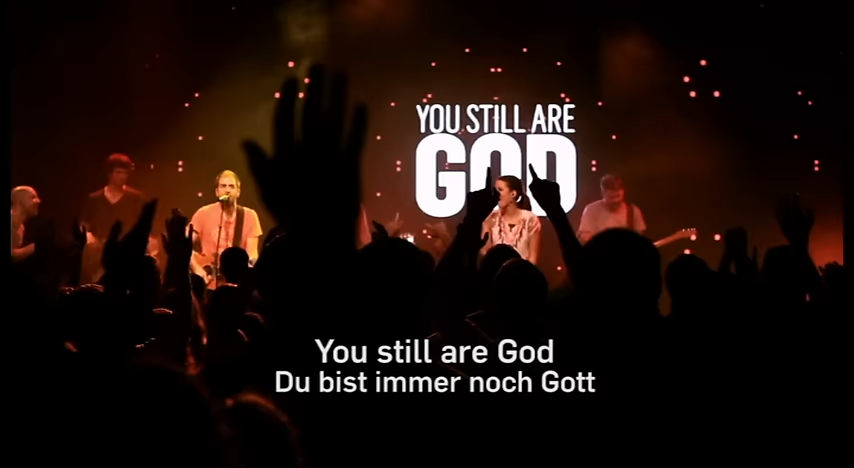 YOU STILL ARE
GOD
You still are God
Du bist immer noch Gott